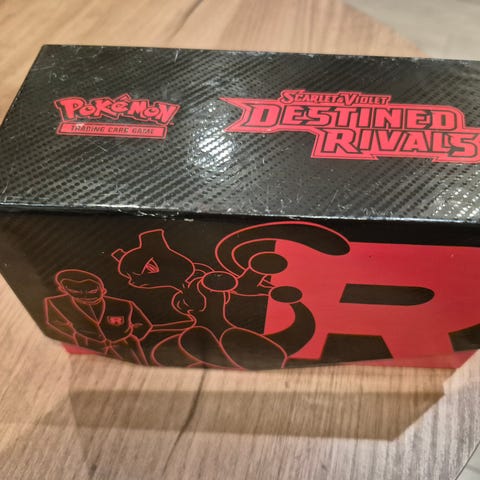 POKéMON
TRADING CARD GAME
SCARLET & VIOLET
DESTINED
RIVALS
R
R